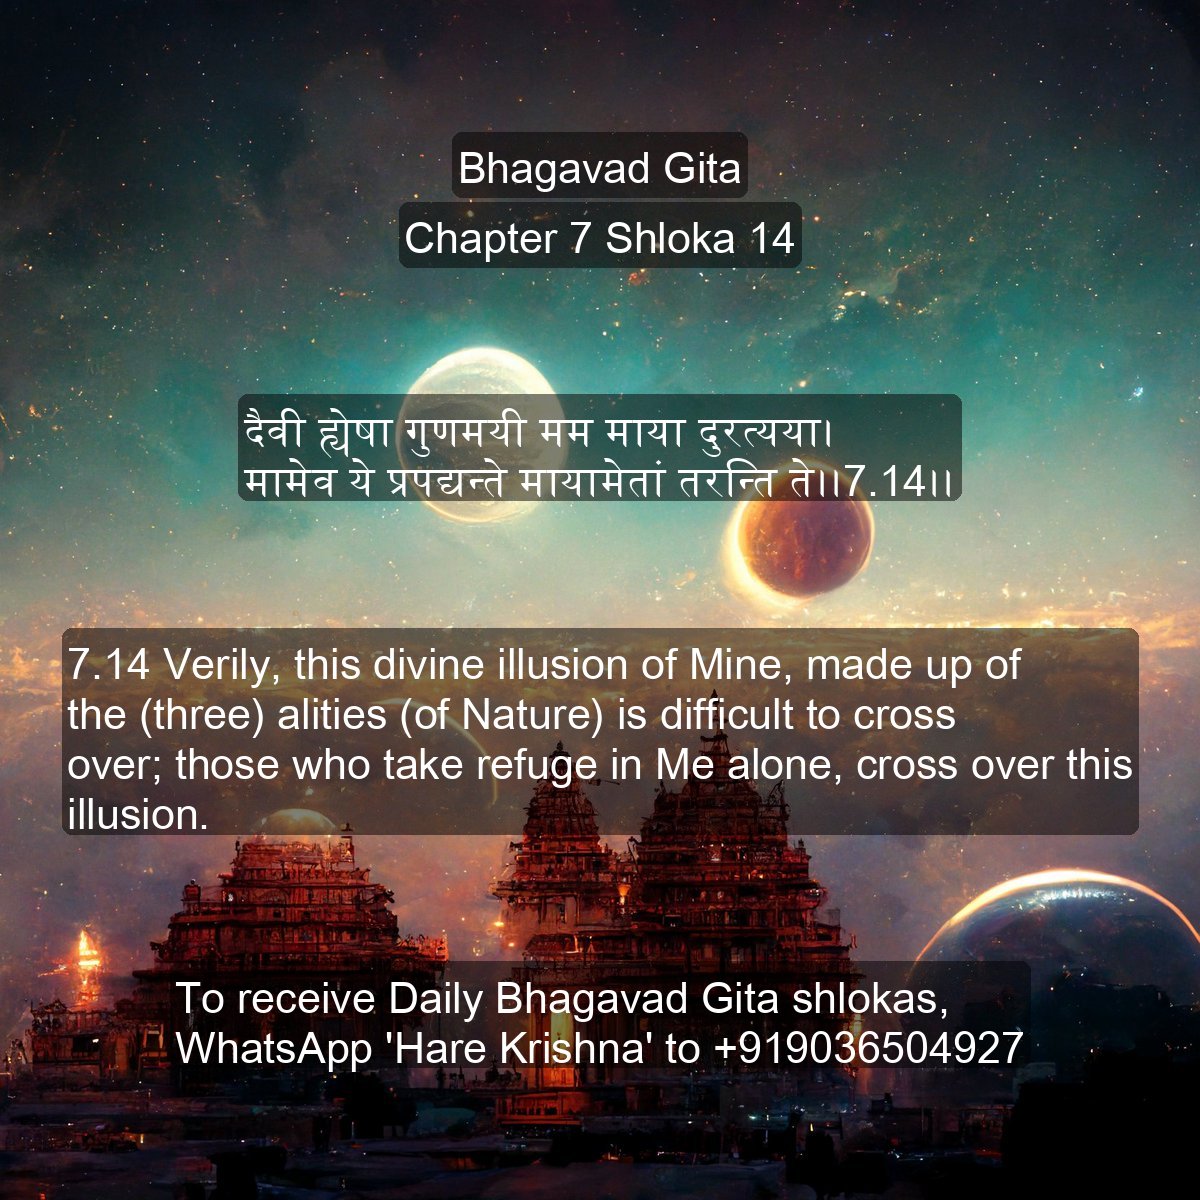 Bhagavad Gita
Chapter 7 Shloka 14
दैवी ह्येषा गुणमयी मम माया दुरत्यया।
मामेव ये प्रपद्यन्ते मायामेतां तरन्ति ते।।7.14।।
7.14 Verily, this divine illusion of Mine, made up of
the (three) alities (of Nature) is difficult to cross
over; those who take refuge in Me alone, cross over this
illusion.
To receive Daily Bhagavad Gita shlokas,
WhatsApp 'Hare Krishna' to +919036504927